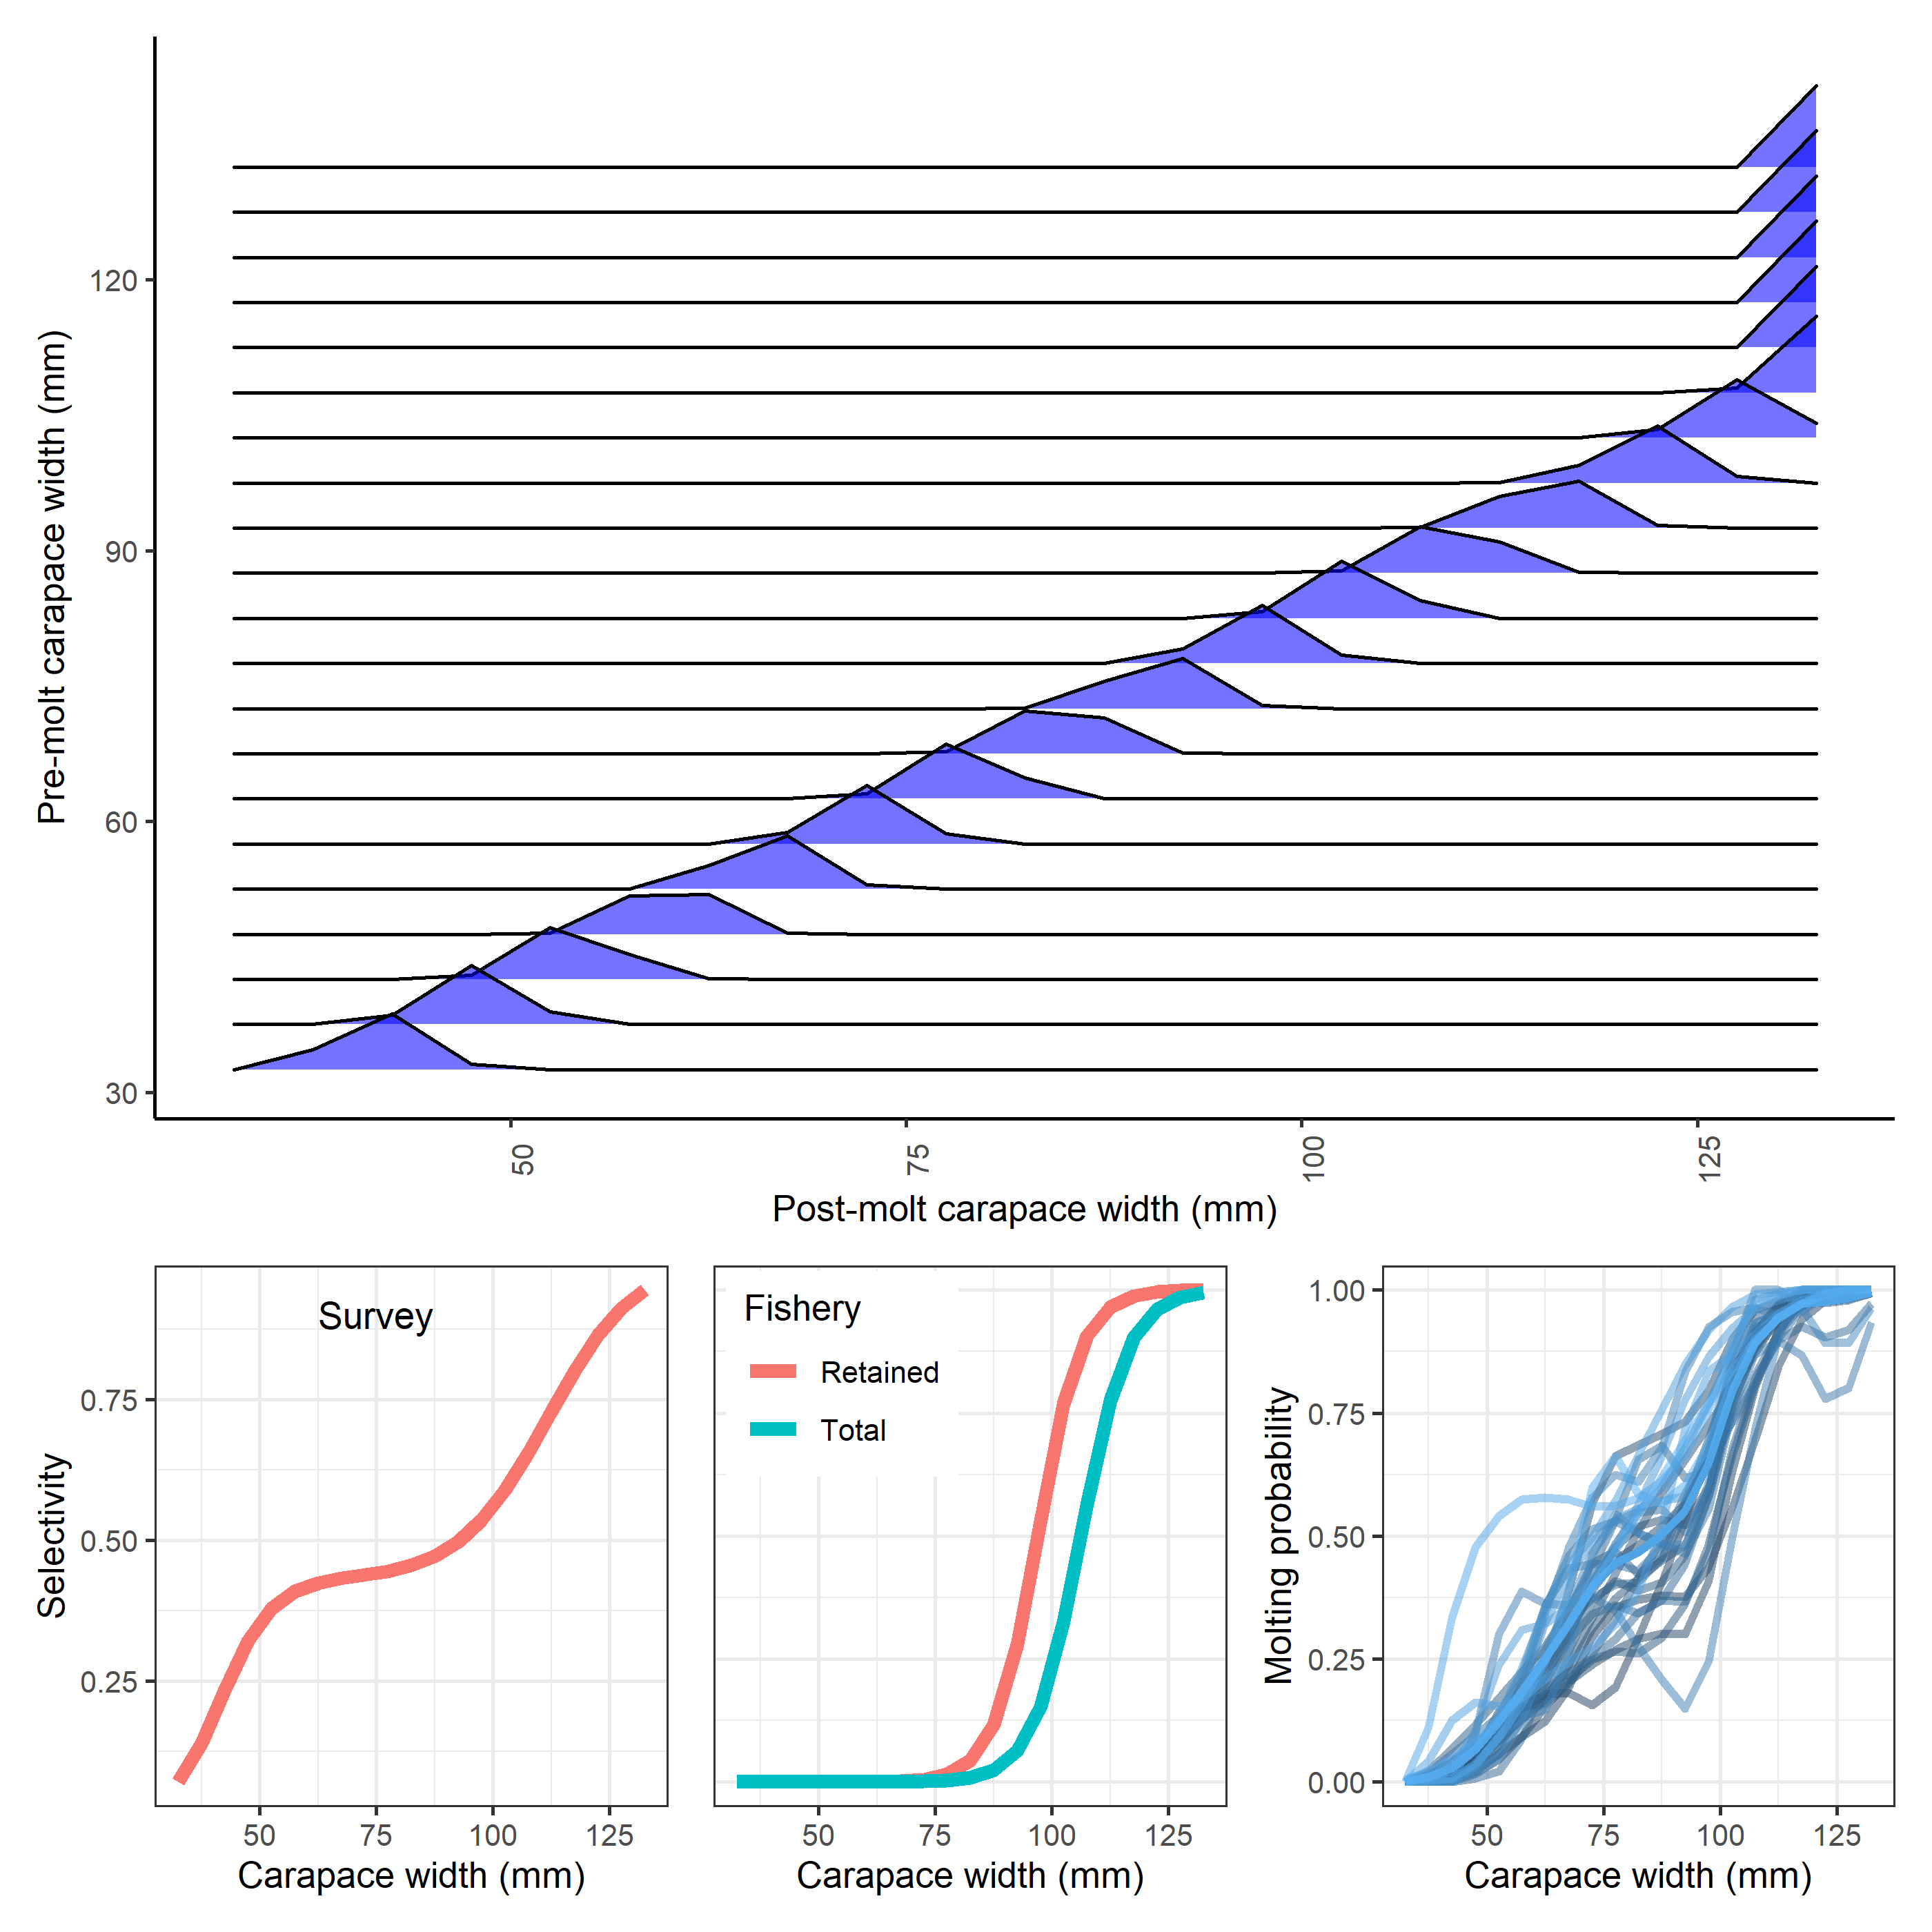 Pre-molt carapace width (mm)
120
90
60
30
50
75
100
125
Post-molt carapace width (mm)
Selectivity
0.75
0.50
0.25
Survey
50
75
100
125
Carapace width (mm)
Fishery
Retained
Total
50
75
100
125
Carapace width (mm)
Molting probability
1.00
0.75
0.50
0.25
0.00
50
75
100
125
Carapace width (mm)